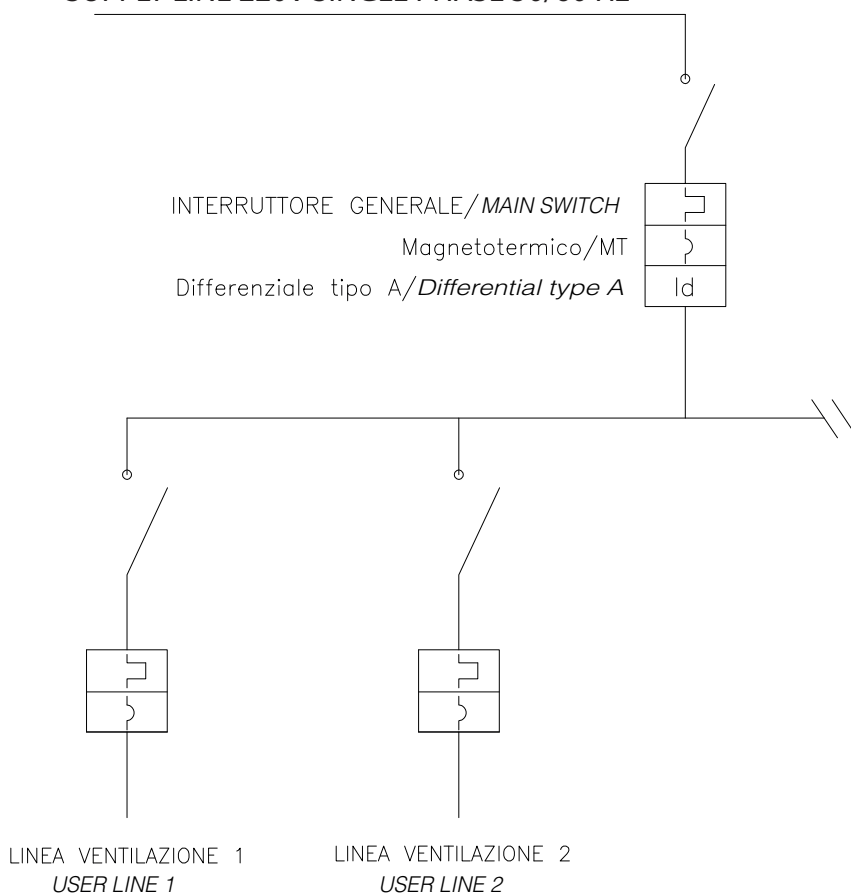 INTERRUTTORE GENERALE/MAIN SWITCH
Magnetotermico/MT
Differenziale tipo A/Differential type A
Id
LINEA VENTILAZIONE 1
USER LINE 1
LINEA VENTILAZIONE 2
USER LINE 2